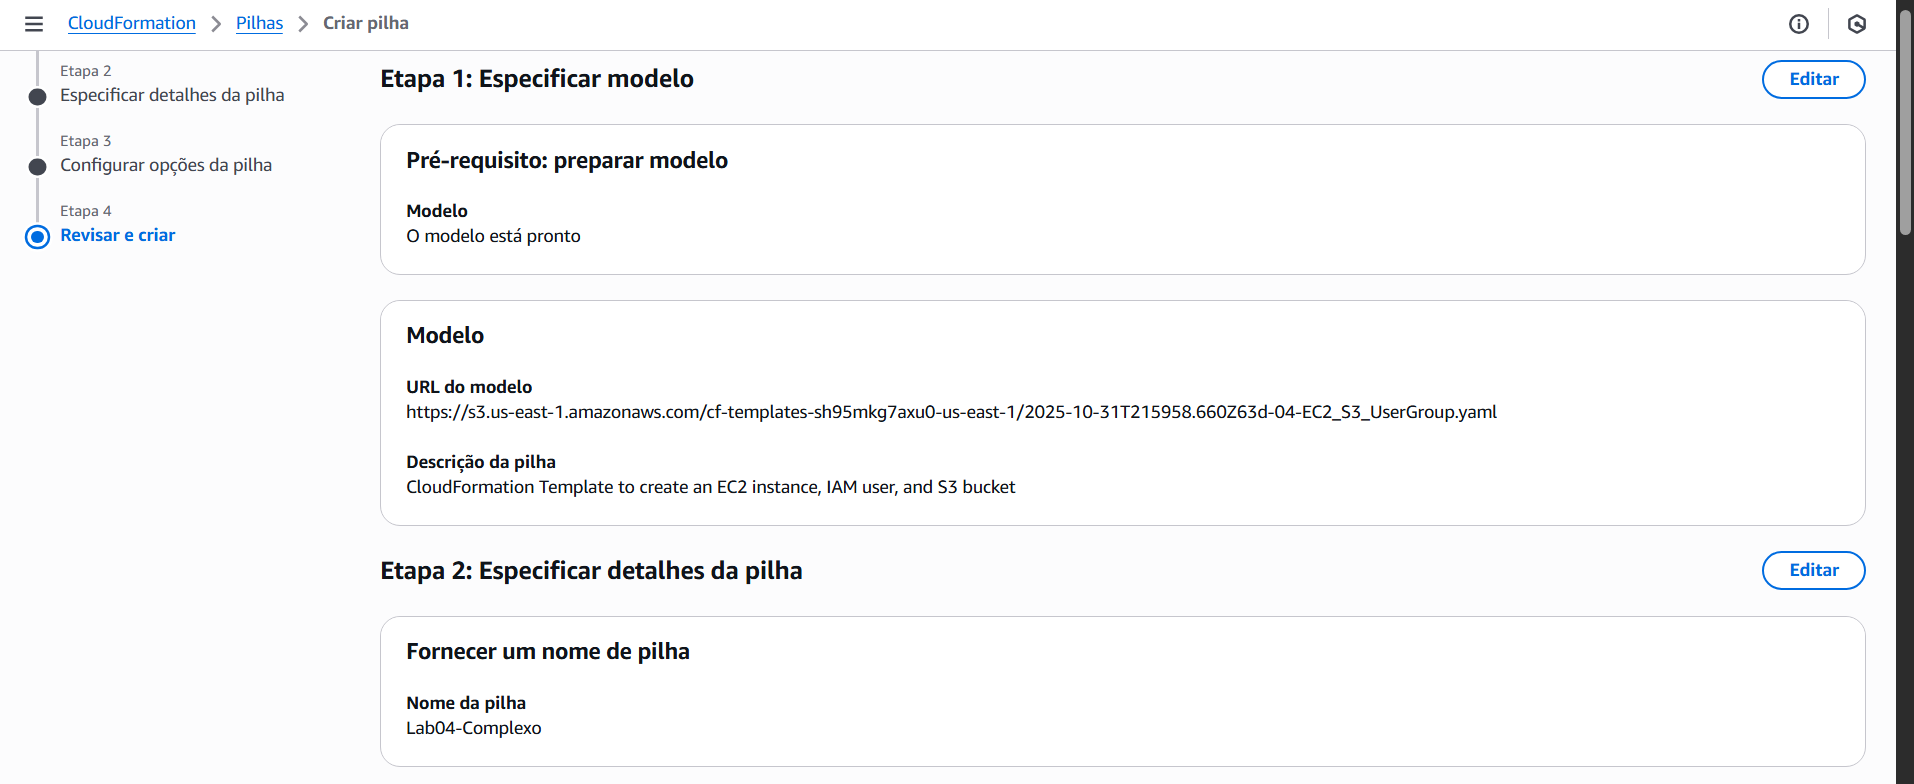 CloudFormation
Pilhas
Criar pilha
Etapa 2
Especificar detalhes da pilha
Etapa 3
Configurar opções da pilha
Etapa 4
Revisar e criar
Etapa 1: Especificar modelo
Editar
Pré-requisito: preparar modelo
Modelo
O modelo está pronto
Modelo
URL do modelo
https://s3.us-east-1.amazonaws.com/cf-templates-sh95mkg7axu0-us-east-1/2025-10-31T215958.660Z63d-04-EC2_S3_UserGroup.yaml
Descrição da pilha
CloudFormation Template to create an EC2 instance, IAM user, and S3 bucket
Etapa 2: Especificar detalhes da pilha
Editar
Fornecer um nome de pilha
Nome da pilha
Lab04-Complexo